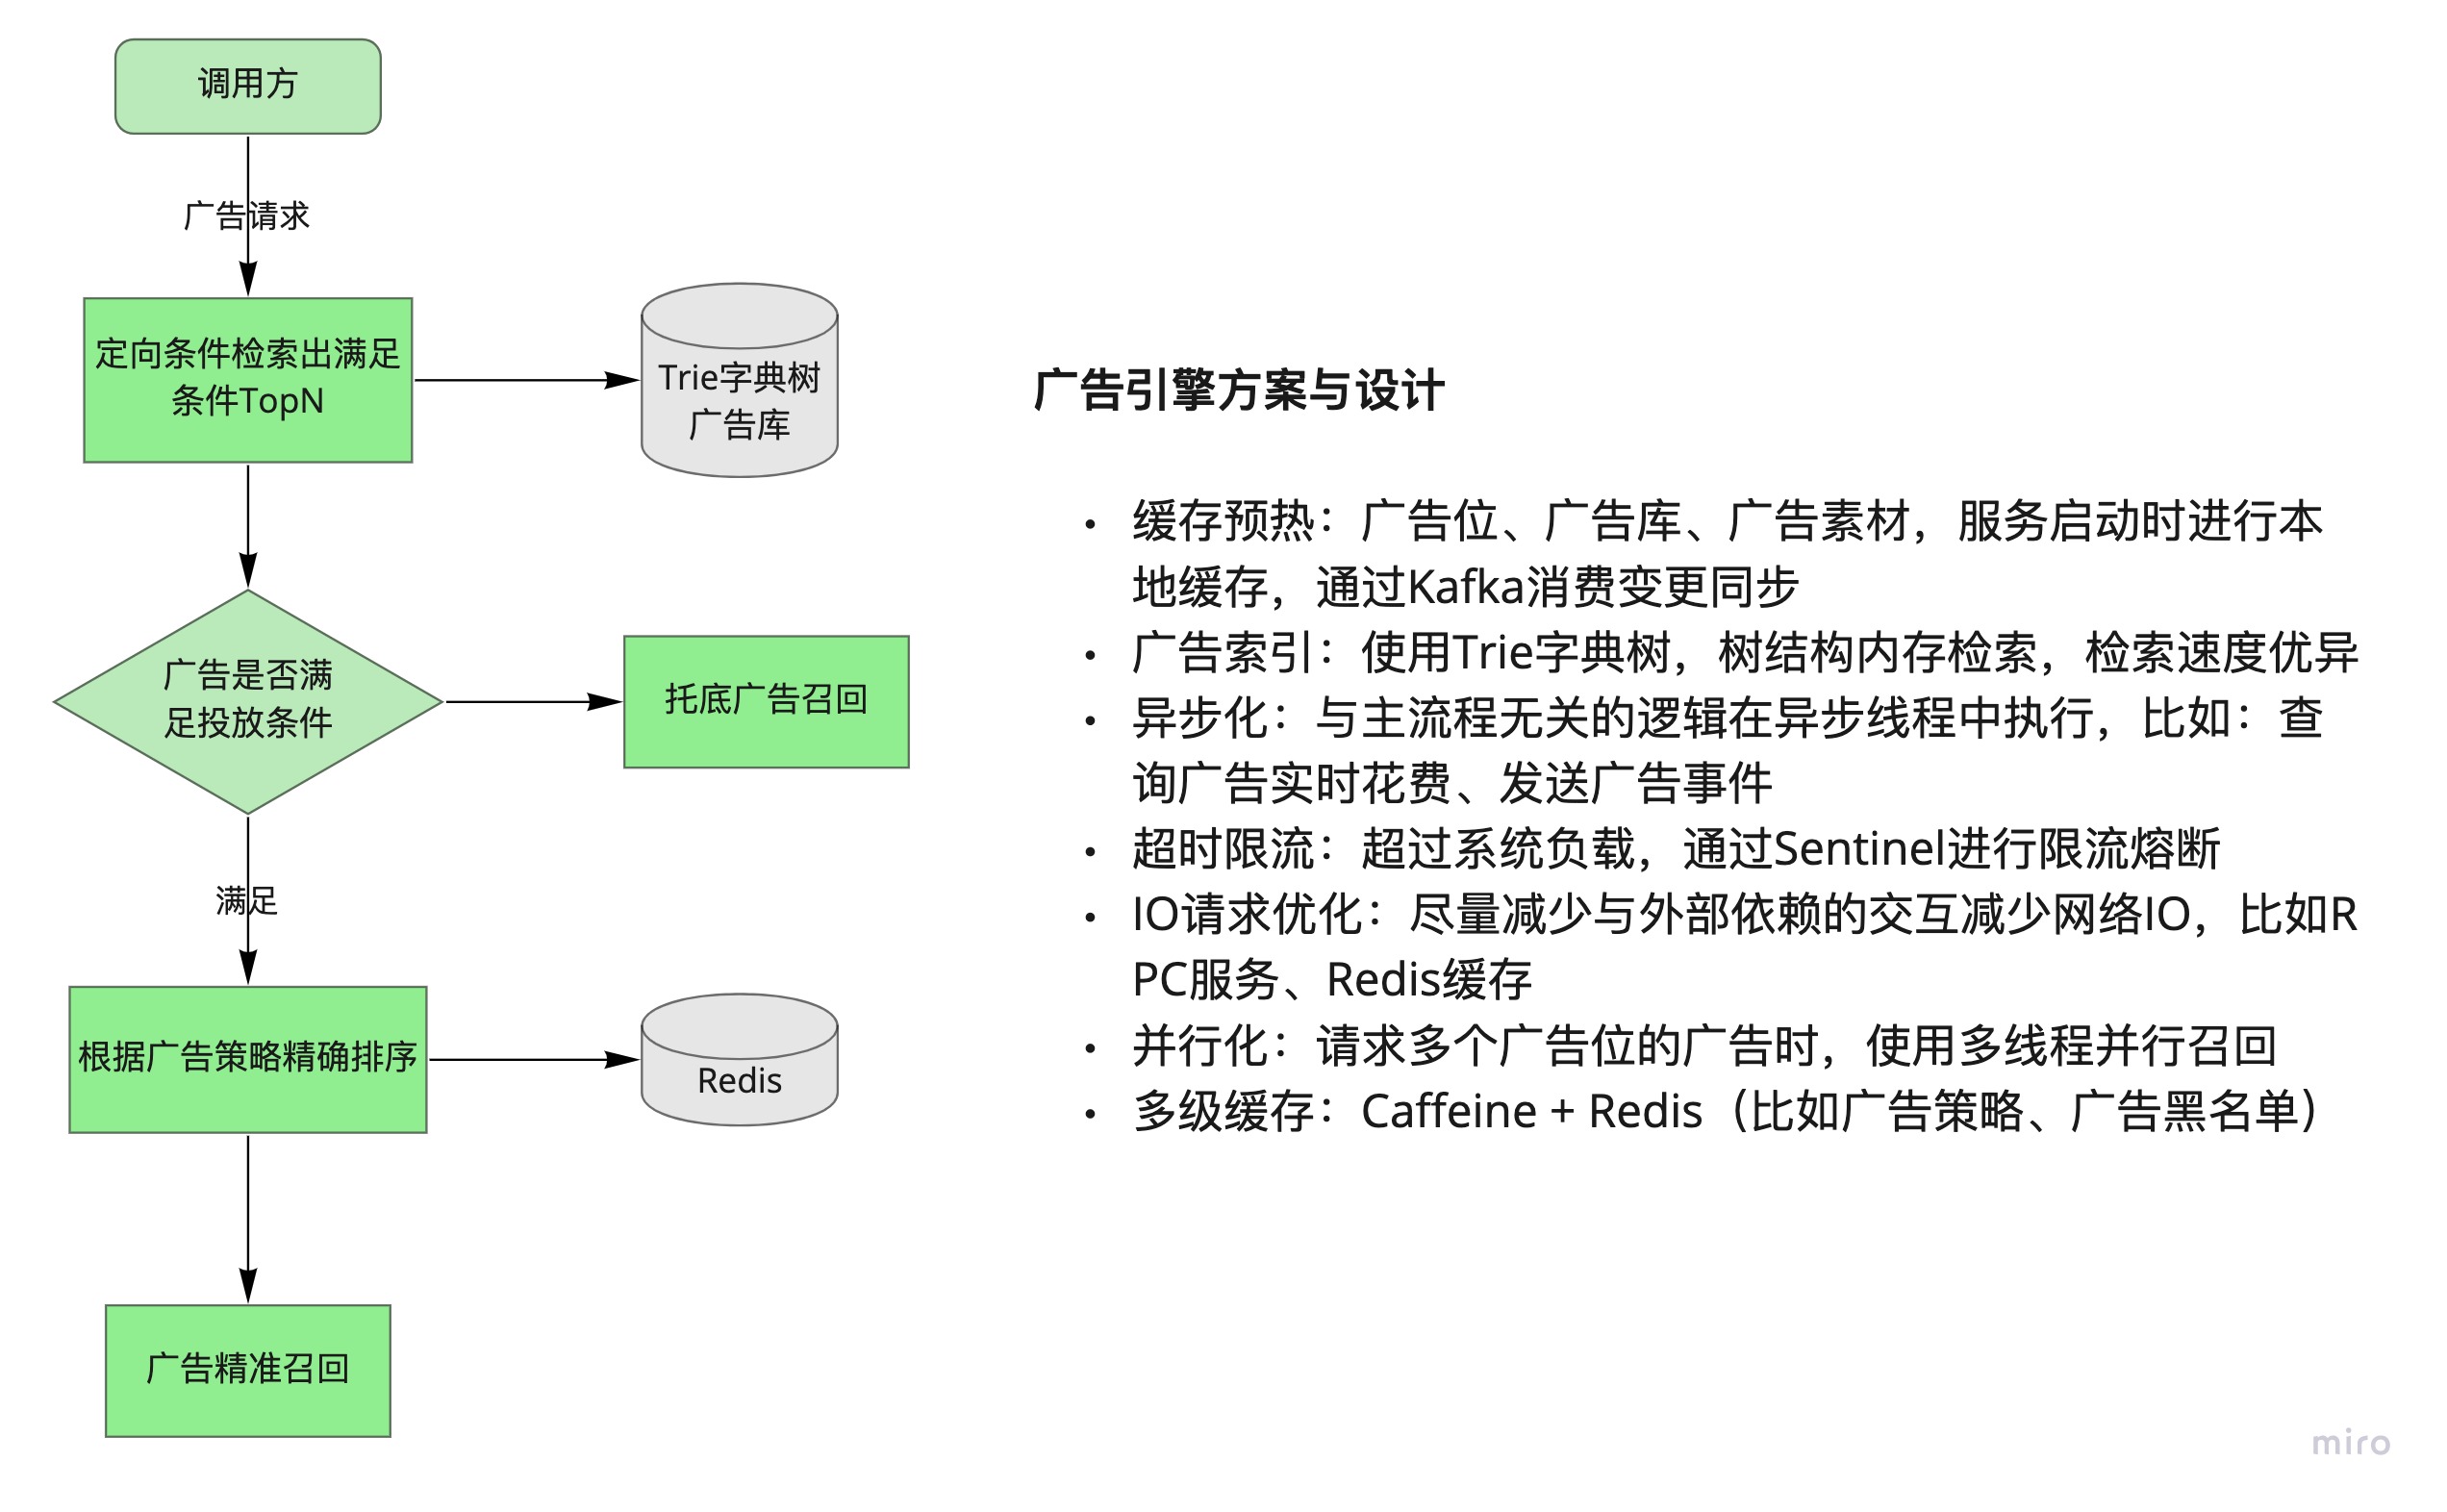 调用方
广告请求
定向条件检索出满足
条件TopN
Trie字典树
广告库
广告是否满
足投放条件
托底广告召回
满足
根据广告策略精确排序
Redis
广告精准召回
广告引擎方案与设计
• 缓存预热：广告位、广告库、广告素材，服务启动时进行本
地缓存，通过Kafka消费变更同步
• 广告索引：使用Trie字典树，树结构内存检索，检索速度优异
• 异步化：与主流程无关的逻辑在异步线程中执行，比如：查
询广告实时花费、发送广告事件
• 超时限流：超过系统负载，通过Sentinel进行限流熔断
• IO请求优化：尽量减少与外部依赖的交互减少网络IO，比如R
PC服务、Redis缓存
• 并行化：请求多个广告位的广告时，使用多线程并行召回
• 多级缓存：Caffeine + Redis（比如广告策略、广告黑名单）
miro